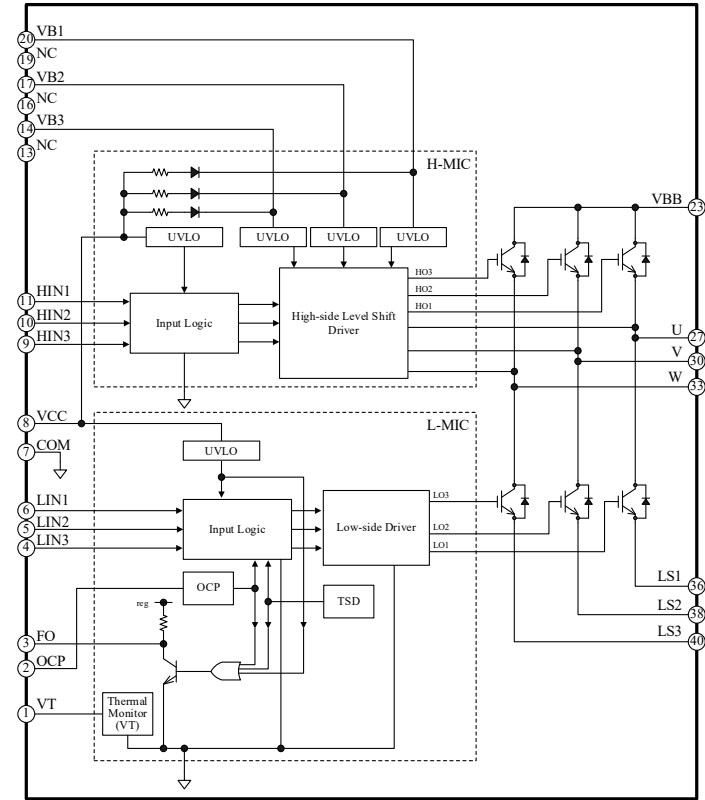 20 VB1
19 NC
17 VB2
16 NC
14 VB3
13 NC
H-MIC
VBB 23
UVLO UVLO UVLO UVLO
HO3
HO2
HO1
11 HIN1
10 HIN2
9 HIN3
Input Logic
High-side Level Shift
Driver
U 27
V 30
W 33
8 VCC
7 COM
L-MIC
UVLO
6 LIN1
5 LIN2
4 LIN3
Input Logic
Low-side Driver
LO3
LO2
LO1
OCP
TSD
reg
LS1 36
LS2 38
LS3 40
3 FO
2 OCP
1 VT
Thermal
Monitor
(VT)